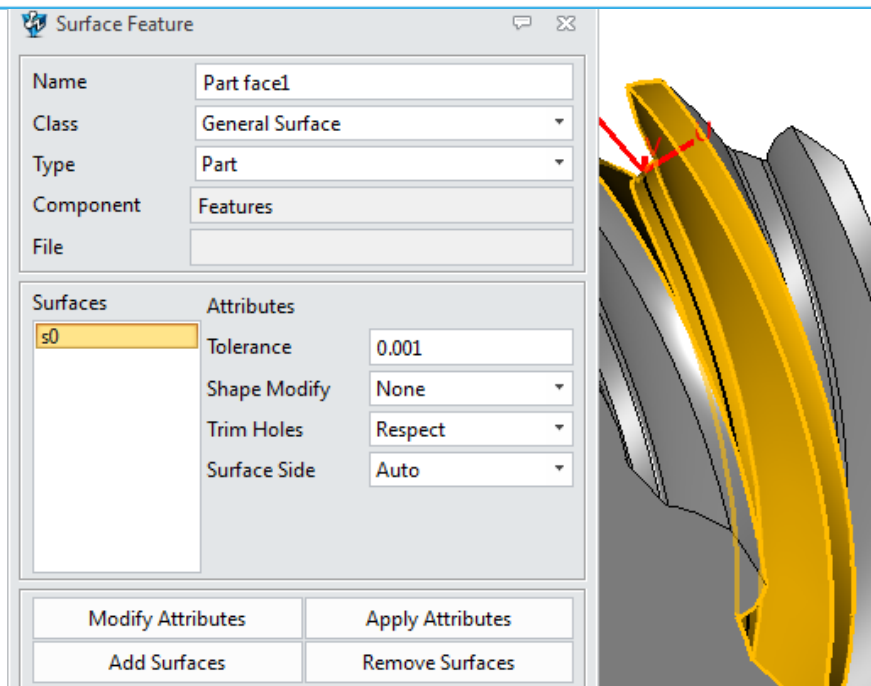 Surface Feature
Name Part face1
Class General Surface
Type Part
Component Features
File
Surfaces Attributes
s0
Tolerance 0.001
Shape Modify None
Trim Holes Respect
Surface Side Auto
Modify Attributes Apply Attributes
Add Surfaces Remove Surfaces